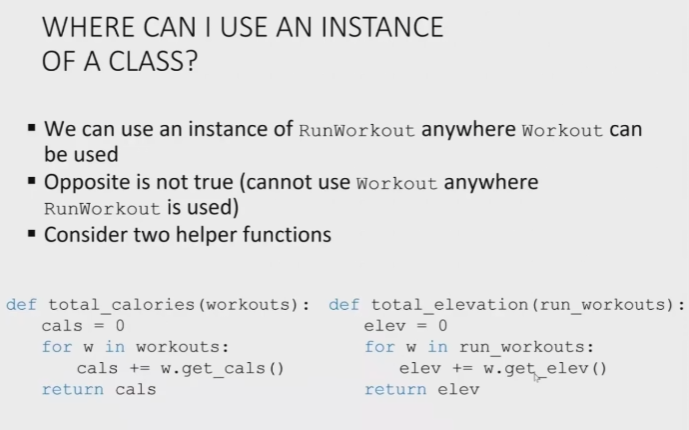 WHERE CAN I USE AN INSTANCE
OF A CLASS?
▪ We can use an instance of RunWorkout anywhere Workout can
be used
▪ Opposite is not true (cannot use Workout anywhere
RunWorkout is used)
▪ Consider two helper functions
def total_calories(workouts):
    cals = 0
    for w in workouts:
        cals += w.get_cals()
    return cals
def total_elevation(run_workouts):
    elev = 0
    for w in run_workouts:
        elev += w.get_elev()
    return elev